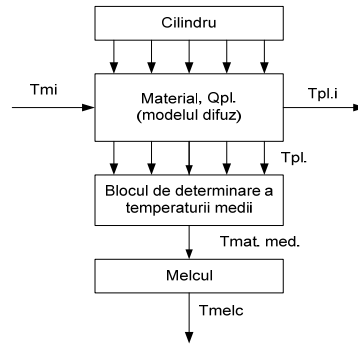 Cilindru
Tmi
Material, Qpl.
(modelul difuz)
Tpl.i
Tpl.
Blocul de determinare a
temperaturii medii
Tmat. med.
Melcul
Tmelc